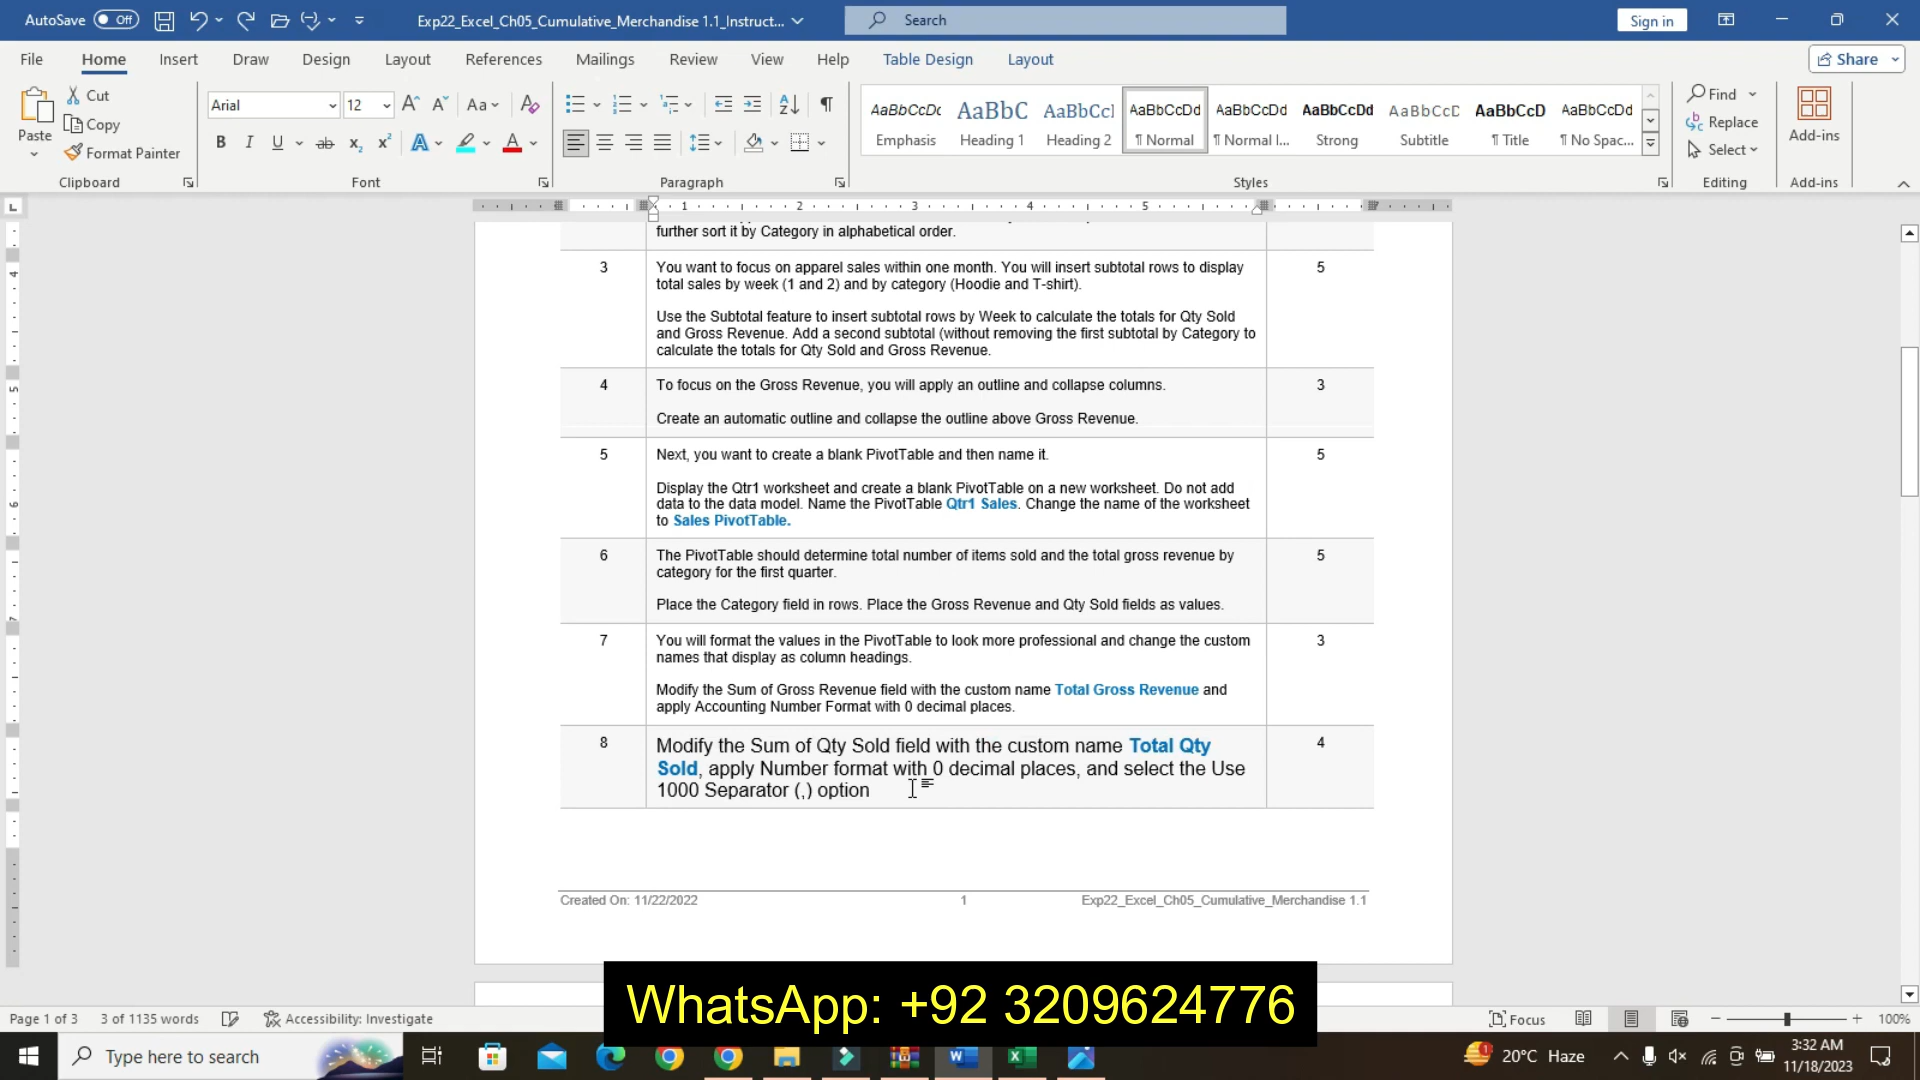 AutoSave Off Exp22_Excel_Ch05_Cumulative_Merchandise 1.1_Instruct... Search Sign in
File Home Insert Draw Design Layout References Mailings Review View Help Table Design Layout Share
Paste
Cut
Copy
Format Painter
Clipboard
Arial 12
Aa
B I U ab x₂ x² A A
Font
Paragraph
AaBbCcDc AaBbC AaBbCcI AaBbCcDd AaBbCcDd AaBbCcDd AaBbCcD AaBbCcD AaBbCcDd
Emphasis Heading 1 Heading 2 ¶ Normal ¶ Normal I... Strong Subtitle ¶ Title ¶ No Spac...
Styles
Find
Replace
Select
Editing
Add-ins
Add-ins
1 2 3 4 5
further sort it by Category in alphabetical order.
3 You want to focus on apparel sales within one month. You will insert subtotal rows to display 5
total sales by week (1 and 2) and by category (Hoodie and T-shirt).
Use the Subtotal feature to insert subtotal rows by Week to calculate the totals for Qty Sold
and Gross Revenue. Add a second subtotal (without removing the first subtotal by Category to
calculate the totals for Qty Sold and Gross Revenue.
4 To focus on the Gross Revenue, you will apply an outline and collapse columns. 3
Create an automatic outline and collapse the outline above Gross Revenue.
5 Next, you want to create a blank PivotTable and then name it. 5
Display the Qtr1 worksheet and create a blank PivotTable on a new worksheet. Do not add
data to the data model. Name the PivotTable Qtr1 Sales. Change the name of the worksheet
to Sales PivotTable.
6 The PivotTable should determine total number of items sold and the total gross revenue by 5
category for the first quarter.
Place the Category field in rows. Place the Gross Revenue and Qty Sold fields as values.
7 You will format the values in the PivotTable to look more professional and change the custom 3
names that display as column headings.
Modify the Sum of Gross Revenue field with the custom name Total Gross Revenue and
apply Accounting Number Format with 0 decimal places.
8 Modify the Sum of Qty Sold field with the custom name Total Qty 4
Sold, apply Number format with 0 decimal places, and select the Use
1000 Separator (,) option
Created On: 11/22/2022 1 Exp22_Excel_Ch05_Cumulative_Merchandise 1.1
WhatsApp: +92 3209624776
Page 1 of 3 3 of 1135 words Accessibility: Investigate Focus 100%
Type here to search 20°C Haze 3:32 AM
11/18/2023